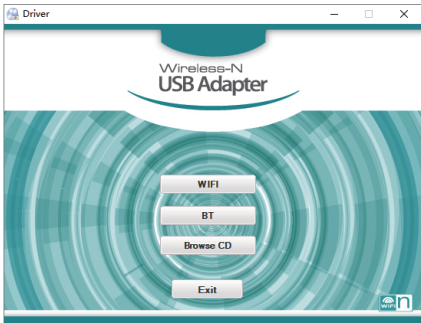 Driver
Wireless-N
USB Adapter
WIFI
BT
Browse CD
Exit
WiFi n